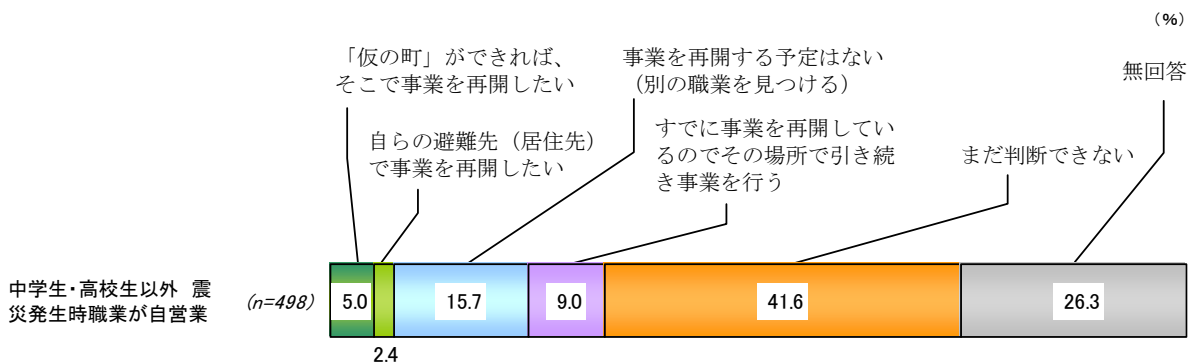 （%）
「仮の町」ができれば、
そこで事業を再開したい
事業を再開する予定はない
（別の職業を見つける）
無回答
自らの避難先（居住先）
で事業を再開したい
すでに事業を再開してい
るのでその場所で引き続
き事業を行う
まだ判断できない
中学生・高校生以外 震
災発生時職業が自営業
(n=498)
5.0
15.7
9.0
41.6
26.3
2.4